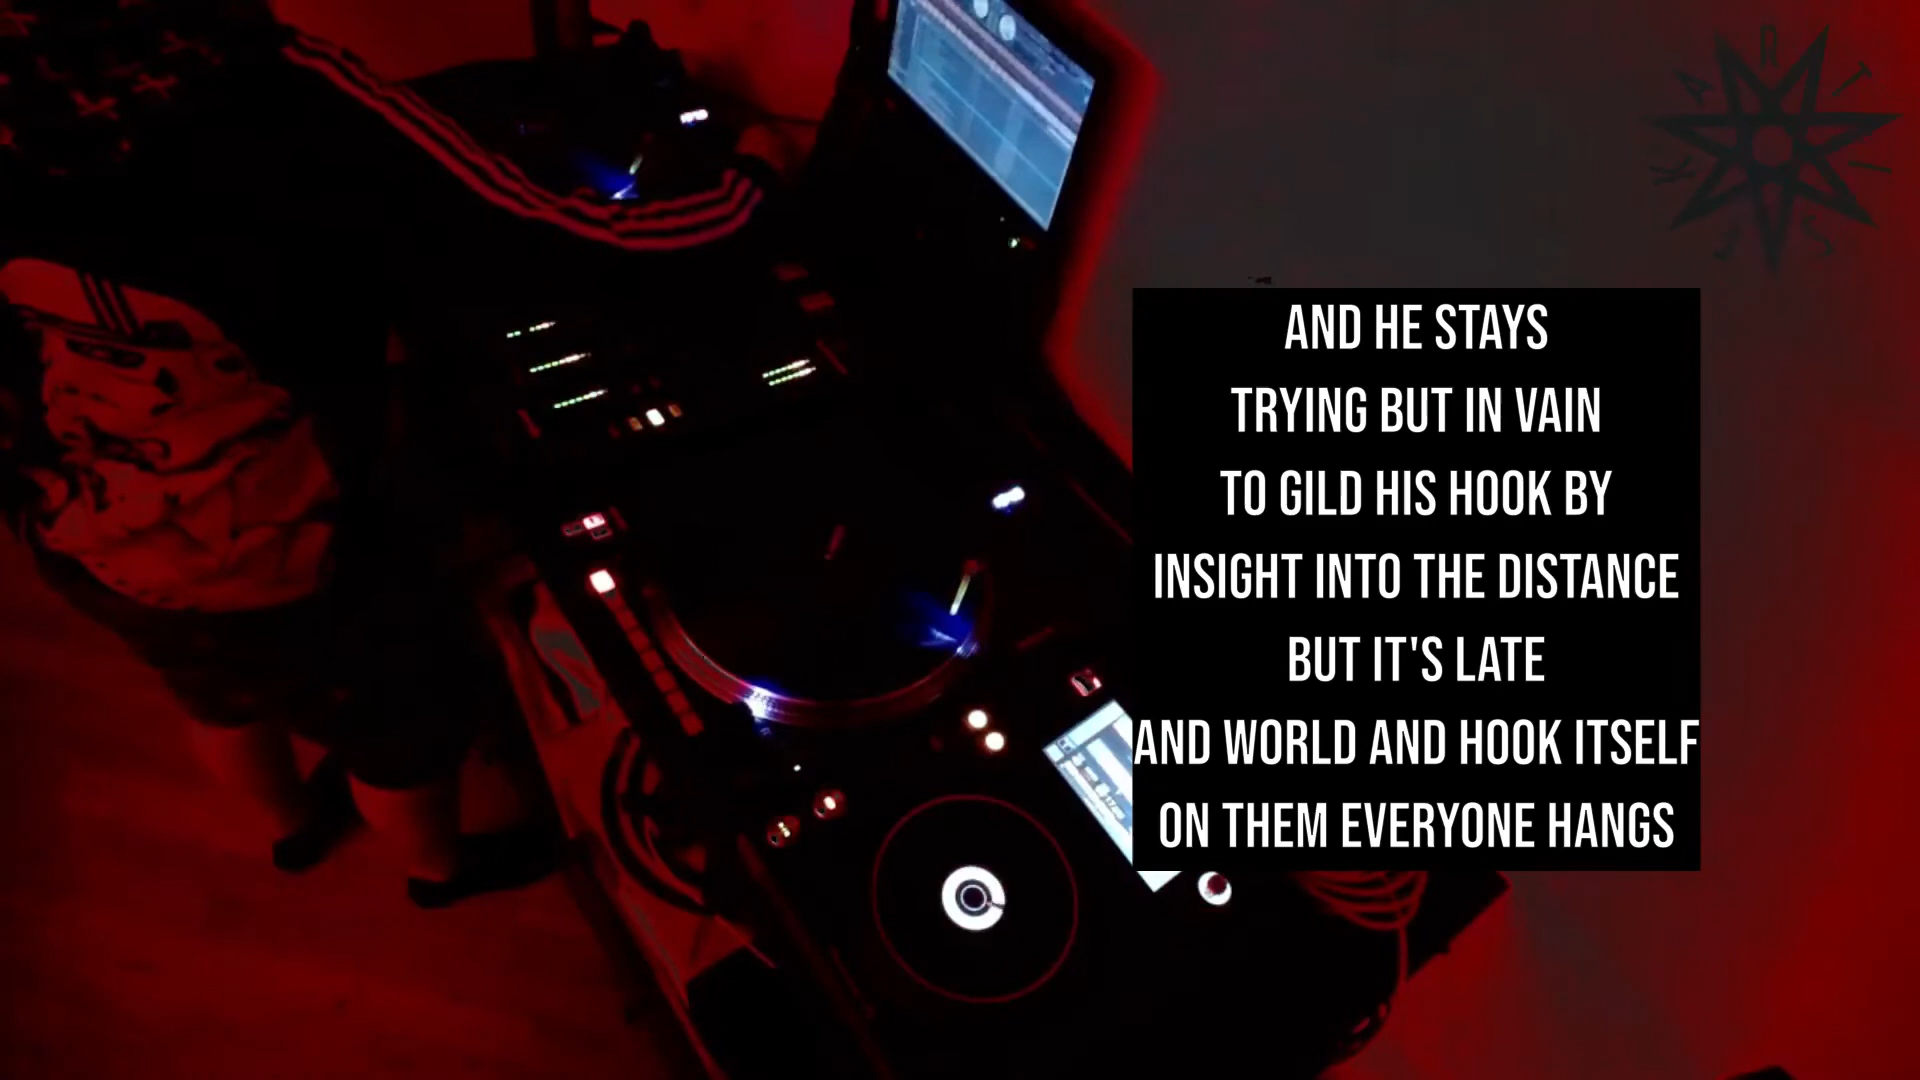 K A R T I S J
AND HE STAYS
TRYING BUT IN VAIN
TO GILD HIS HOOK BY
INSIGHT INTO THE DISTANCE
BUT IT'S LATE
AND WORLD AND HOOK ITSELF
ON THEM EVERYONE HANGS